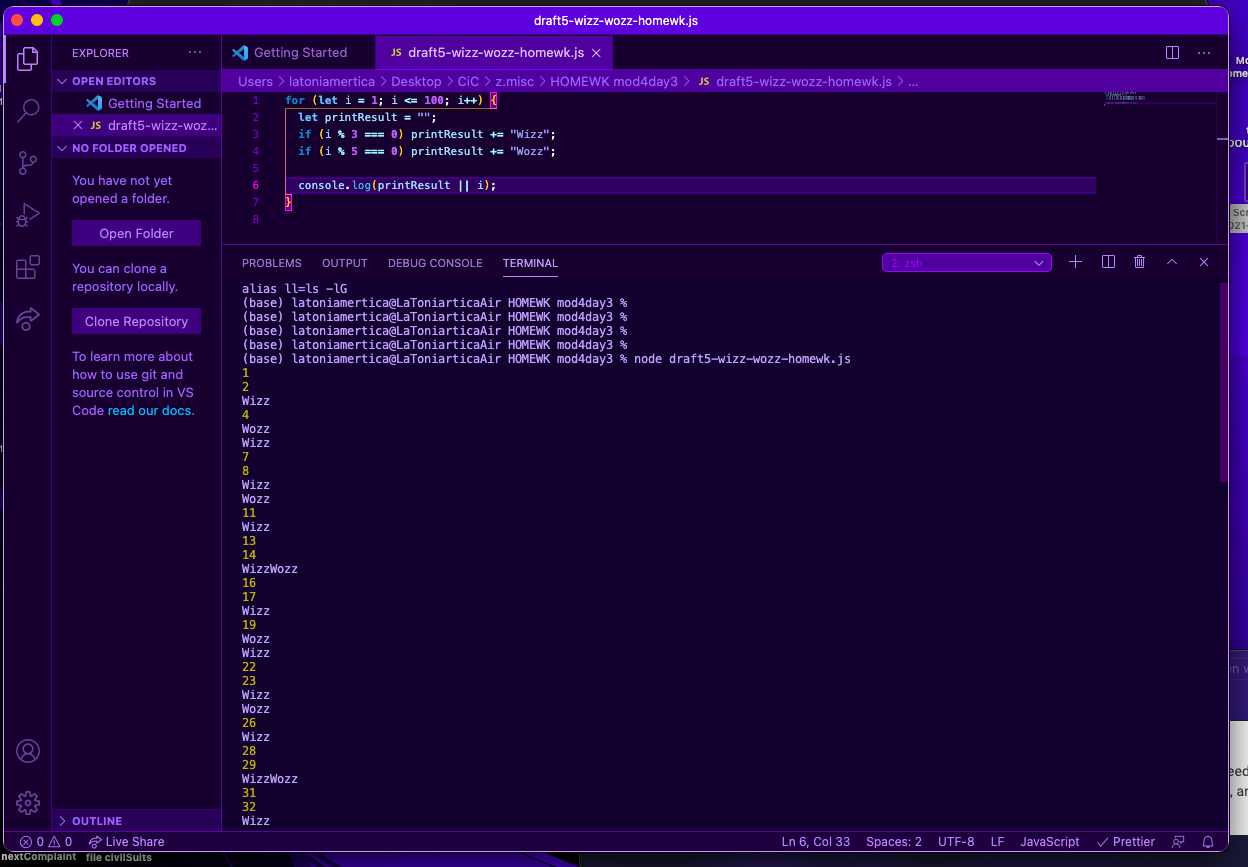 draft5-wizz-wozz-homewk.js
EXPLORER ···
OPEN EDITORS
Getting Started
JS draft5-wizz-woz...
NO FOLDER OPENED
You have not yet
opened a folder.
Open Folder
You can clone a
repository locally.
Clone Repository
To learn more about
how to use git and
source control in VS
Code read our docs.
OUTLINE
Getting Started
JS draft5-wizz-wozz-homewk.js
Users > latoniamertica > Desktop > CiC > z.misc > HOMEWK mod4day3 > JS draft5-wizz-wozz-homewk.js > ...
1 for (let i = 1; i <= 100; i++) {
2 let printResult = "";
3 if (i % 3 === 0) printResult += "Wizz";
4 if (i % 5 === 0) printResult += "Wozz";
5
6 console.log(printResult || i);
7 }
8
PROBLEMS OUTPUT DEBUG CONSOLE TERMINAL
2: zsh
alias ll=ls -lG
(base) latoniamertica@LaToniarticaAir HOMEWK mod4day3 %
(base) latoniamertica@LaToniarticaAir HOMEWK mod4day3 %
(base) latoniamertica@LaToniarticaAir HOMEWK mod4day3 %
(base) latoniamertica@LaToniarticaAir HOMEWK mod4day3 %
(base) latoniamertica@LaToniarticaAir HOMEWK mod4day3 % node draft5-wizz-wozz-homewk.js
1
2
Wizz
4
Wozz
Wizz
7
8
Wizz
Wozz
11
Wizz
13
14
WizzWozz
16
17
Wizz
19
Wozz
Wizz
22
23
Wizz
Wozz
26
Wizz
28
29
WizzWozz
31
32
Wizz
0 0 Live Share
Ln 6, Col 33 Spaces: 2 UTF-8 LF JavaScript Prettier
nextComplaint file civilSuits